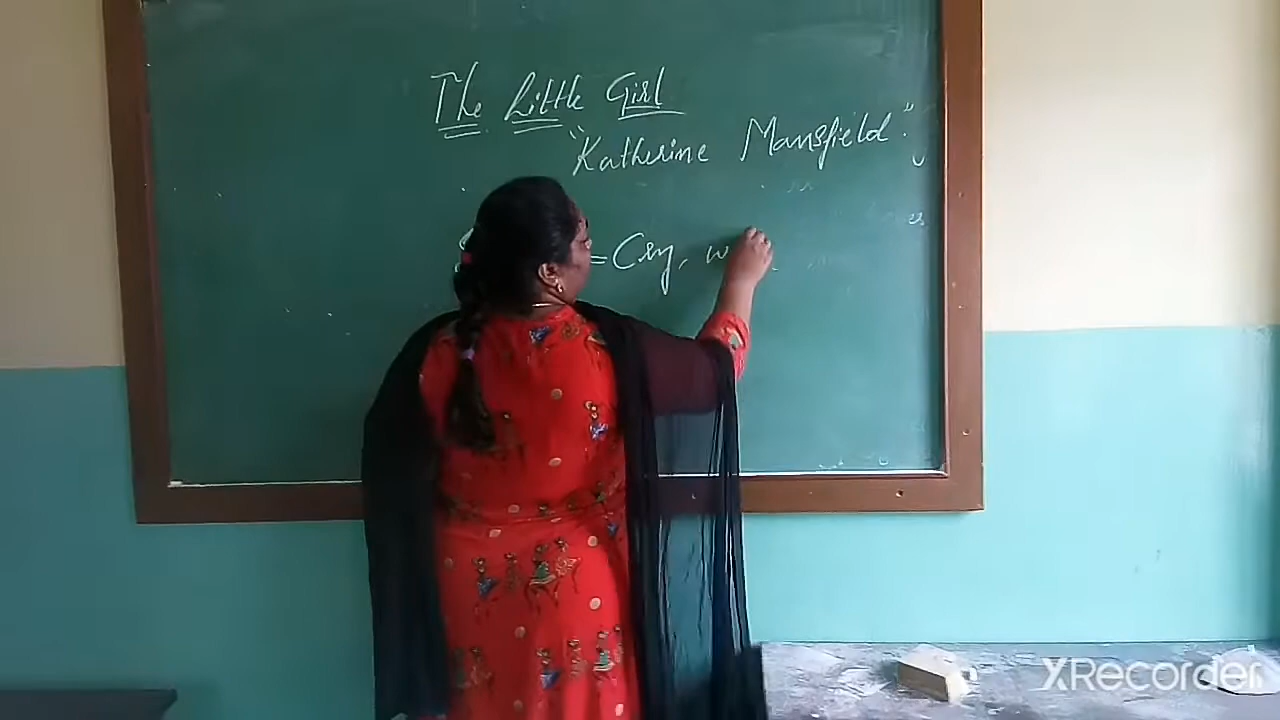 The Little Girl
"Katherine Mansfield."
= Cry, w
XRecorder